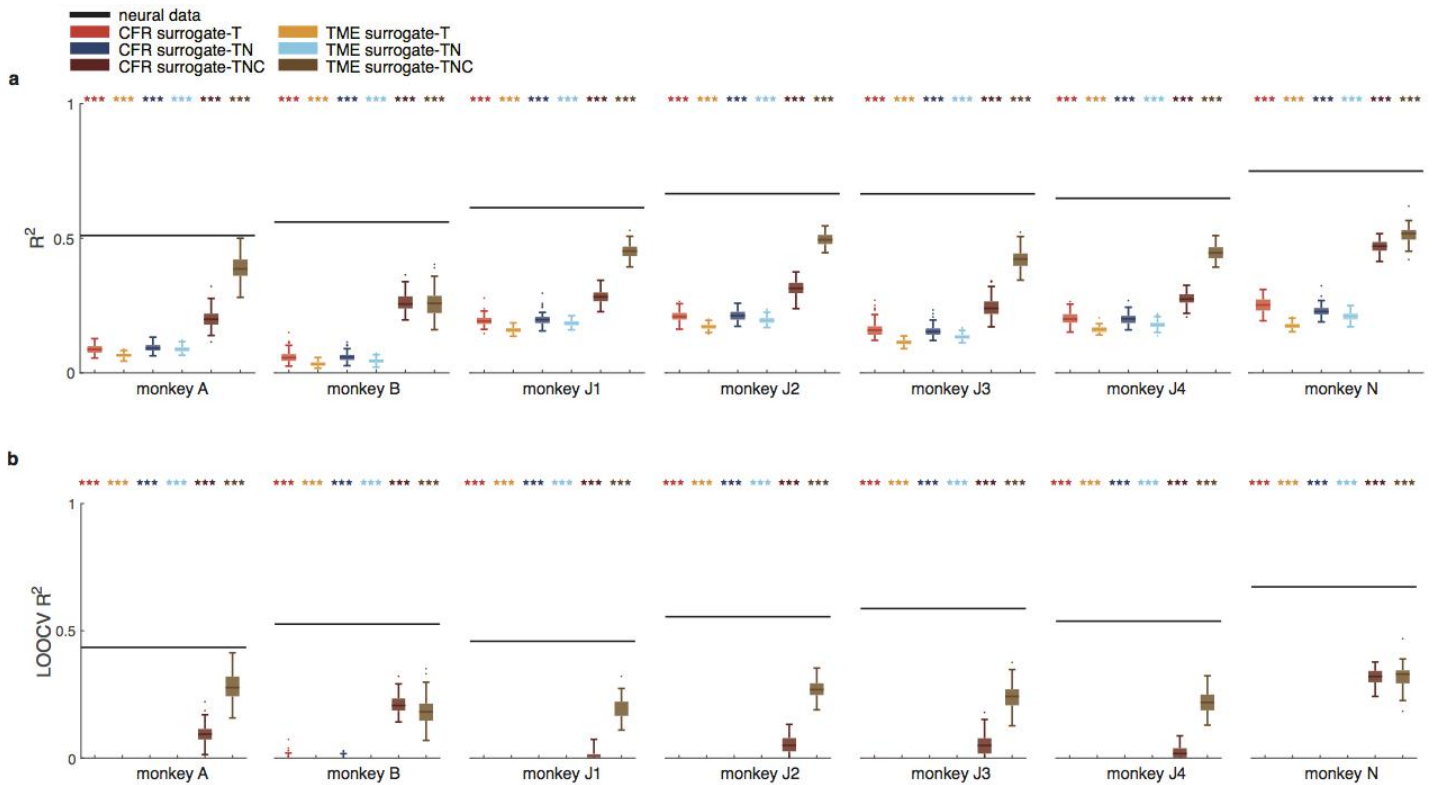 neural data
CFR surrogate-T TME surrogate-T
CFR surrogate-TN TME surrogate-TN
CFR surrogate-TNC TME surrogate-TNC
a
*** *** *** *** *** *** *** *** *** *** *** *** *** *** *** *** *** *** *** *** *** *** *** *** *** *** *** *** *** *** *** *** *** *** *** *** *** *** *** *** *** ***
1
R²
0.5
0
monkey A monkey B monkey J1 monkey J2 monkey J3 monkey J4 monkey N
b
*** *** *** *** *** *** *** *** *** *** *** *** *** *** *** *** *** *** *** *** *** *** *** *** *** *** *** *** *** *** *** *** *** *** *** *** *** *** *** *** *** ***
1
LOOCV R²
0.5
0
monkey A monkey B monkey J1 monkey J2 monkey J3 monkey J4 monkey N